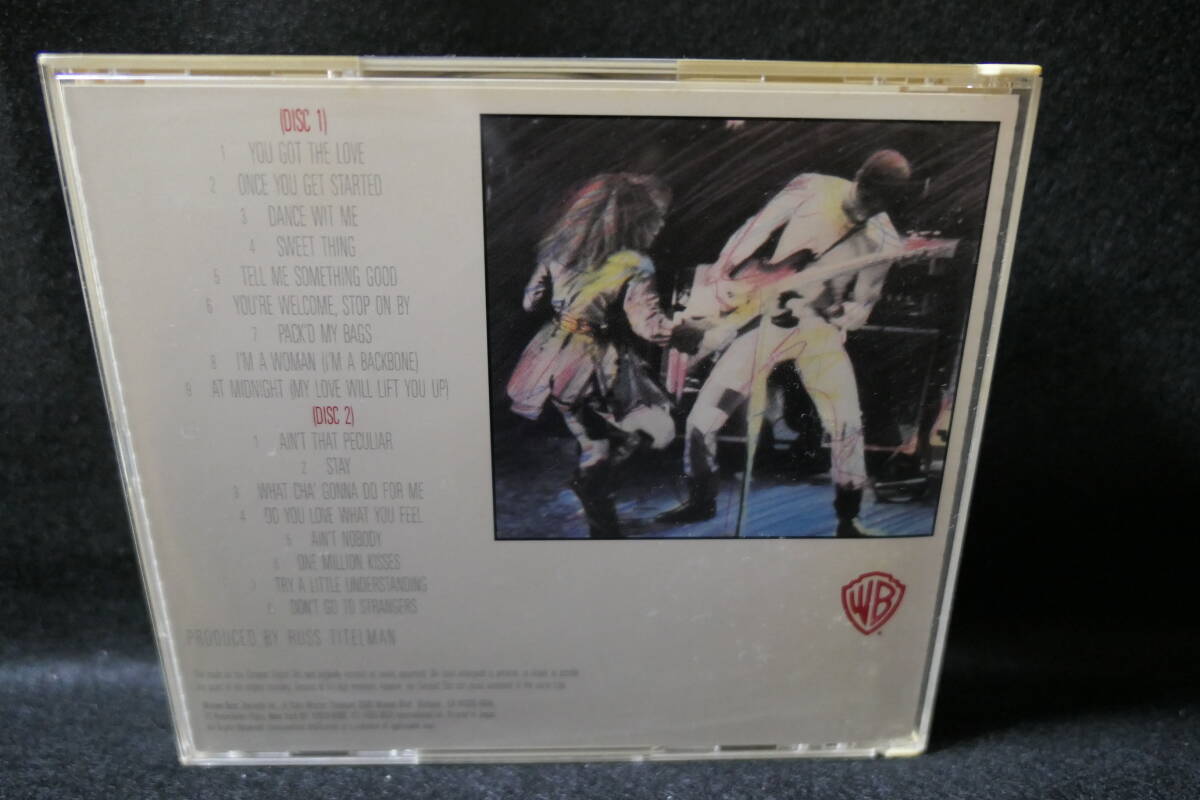 (DISC 1)
1 YOU GOT THE LOVE
2 ONCE YOU GET STARTED
3 DANCE WIT ME
4 SWEET THING
5 TELL ME SOMETHING GOOD
6 YOU'RE WELCOME, STOP ON BY
7 PACK'D MY BAGS
8 I'M A WOMAN (I'M A BACKBONE)
9 AT MIDNIGHT (MY LOVE WILL LIFT YOU UP)
(DISC 2)
1 AIN'T THAT PECULIAR
2 STAY
3 WHAT CHA' GONNA DO FOR ME
4 DO YOU LOVE WHAT YOU FEEL
5 AIN'T NOBODY
6 ONE MILLION KISSES
7 TRY A LITTLE UNDERSTANDING
DON'T GO TO STRANGERS
PRODUCED BY RUSS TITELMAN
WB